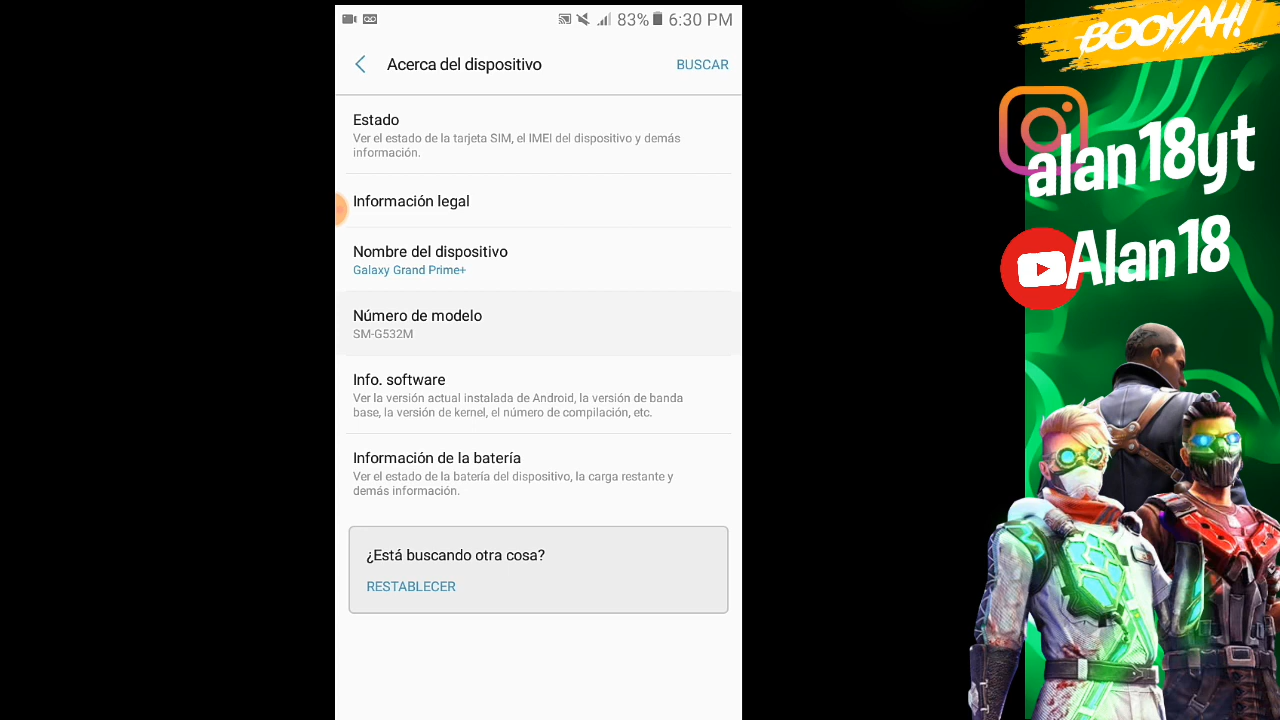 83% 6:30 PM
Acerca del dispositivo
BUSCAR
Estado
Ver el estado de la tarjeta SIM, el IMEI del dispositivo y demás
información.
Información legal
Nombre del dispositivo
Galaxy Grand Prime+
Número de modelo
SM-G532M
Info. software
Ver la versión actual instalada de Android, la versión de banda
base, la versión de kernel, el número de compilación, etc.
Información de la batería
Ver el estado de la batería del dispositivo, la carga restante y
demás información.
¿Está buscando otra cosa?
RESTABLECER
BOOYAH!
alan18yt
Alan18